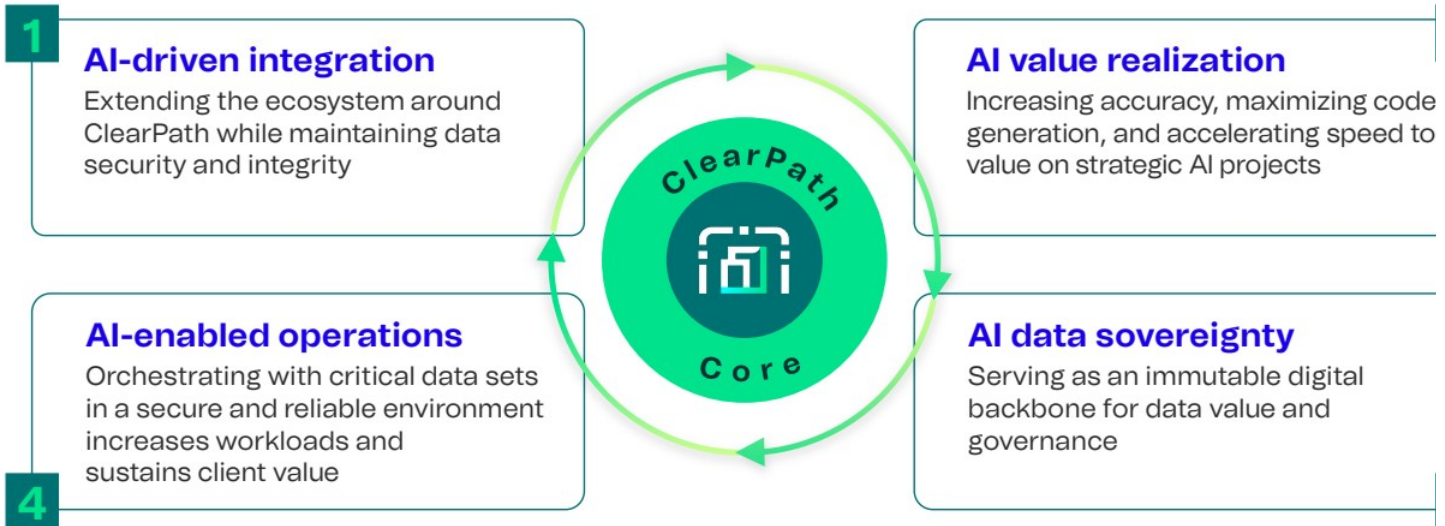 1
AI-driven integration
Extending the ecosystem around
ClearPath while maintaining data
security and integrity
AI value realization
Increasing accuracy, maximizing code
generation, and accelerating speed to
value on strategic AI projects
ClearPath
Core
AI-enabled operations
Orchestrating with critical data sets
in a secure and reliable environment
increases workloads and
sustains client value
4
AI data sovereignty
Serving as an immutable digital
backbone for data value and
governance